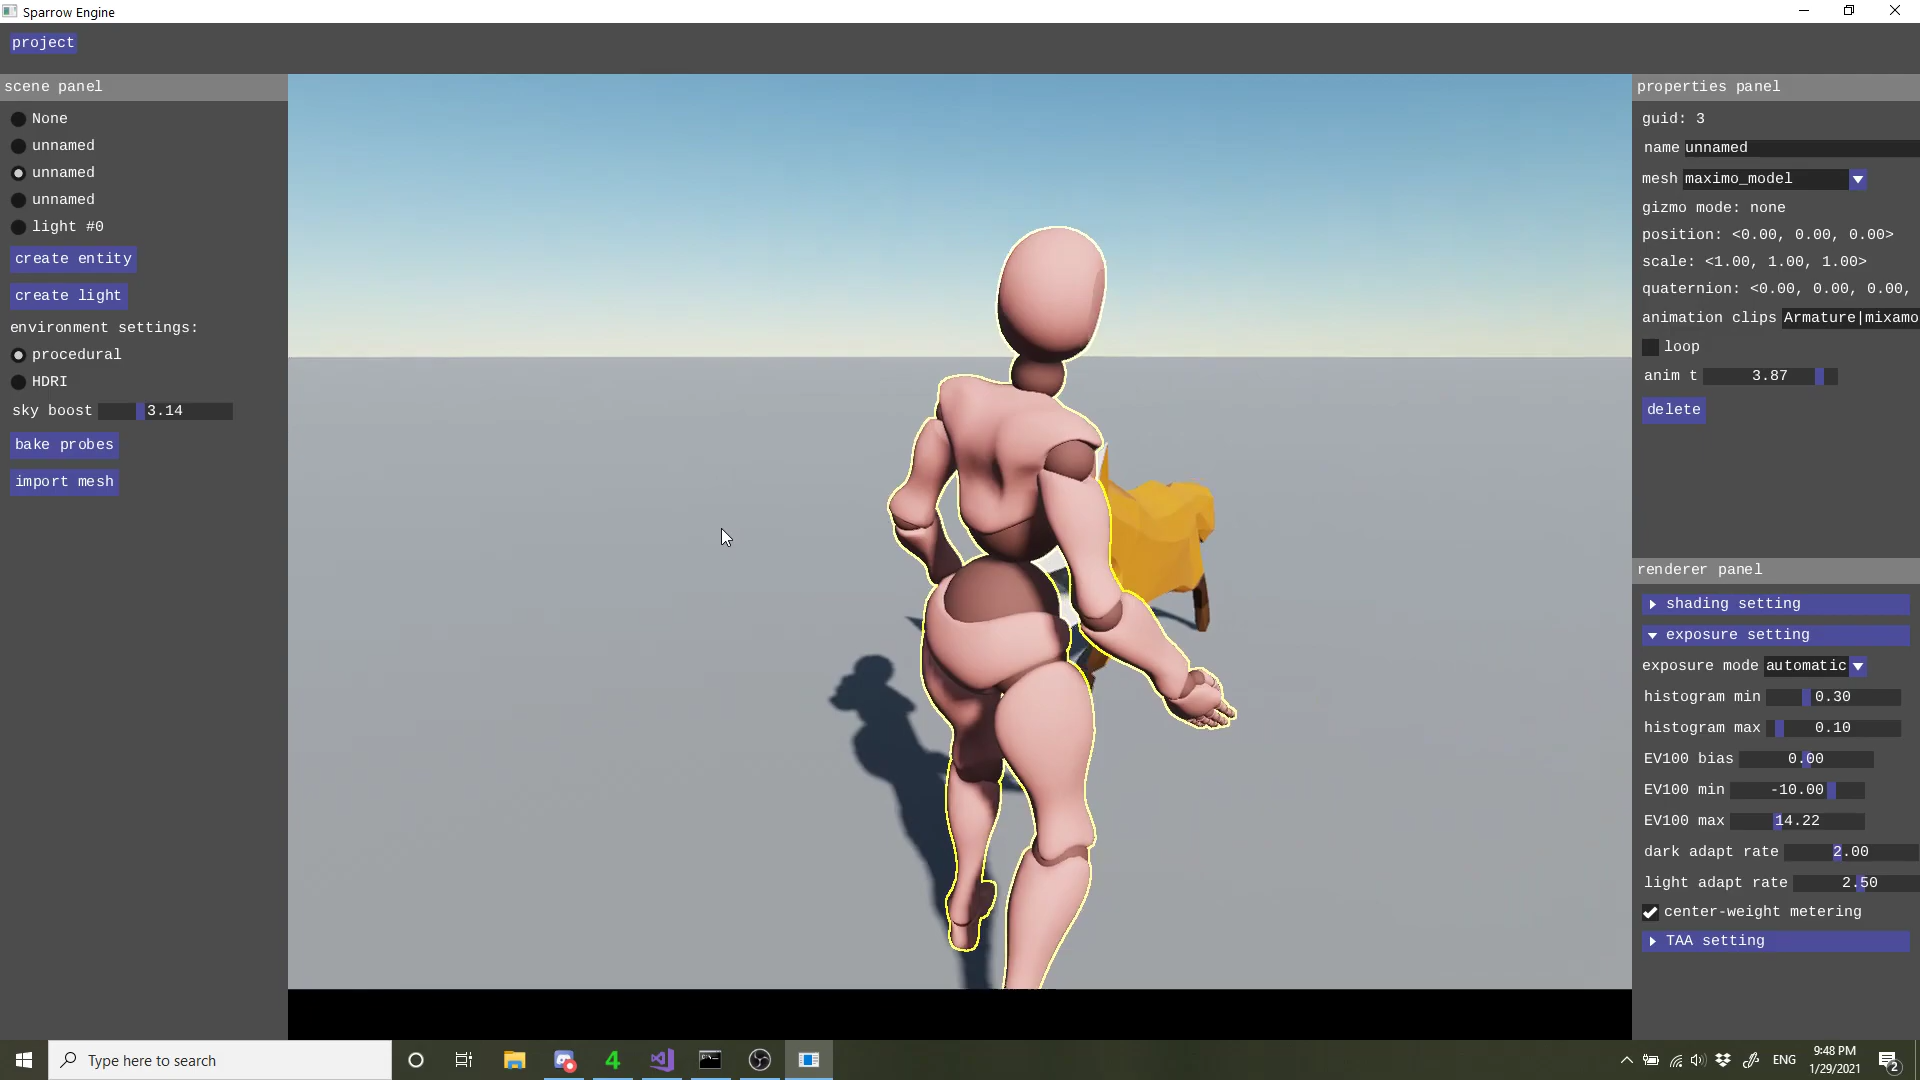 Sparrow Engine
project
scene panel
None
unnamed
unnamed
unnamed
light #0
create entity
create light
environment settings:
procedural
HDRI
sky boost 3.14
bake probes
import mesh
properties panel
guid: 3
name unnamed
mesh maximo_model
gizmo mode: none
position: <0.00, 0.00, 0.00>
scale: <1.00, 1.00, 1.00>
quaternion: <0.00, 0.00, 0.00,
animation clips Armature|mixamo
loop
anim t 3.87
delete
renderer panel
shading setting
exposure setting
exposure mode automatic
histogram min 0.30
histogram max 0.10
EV100 bias 0.00
EV100 min -10.00
EV100 max 14.22
dark adapt rate 2.00
light adapt rate 2.50
center-weight metering
TAA setting
Type here to search
4
ENG
9:48 PM
1/29/2021
2